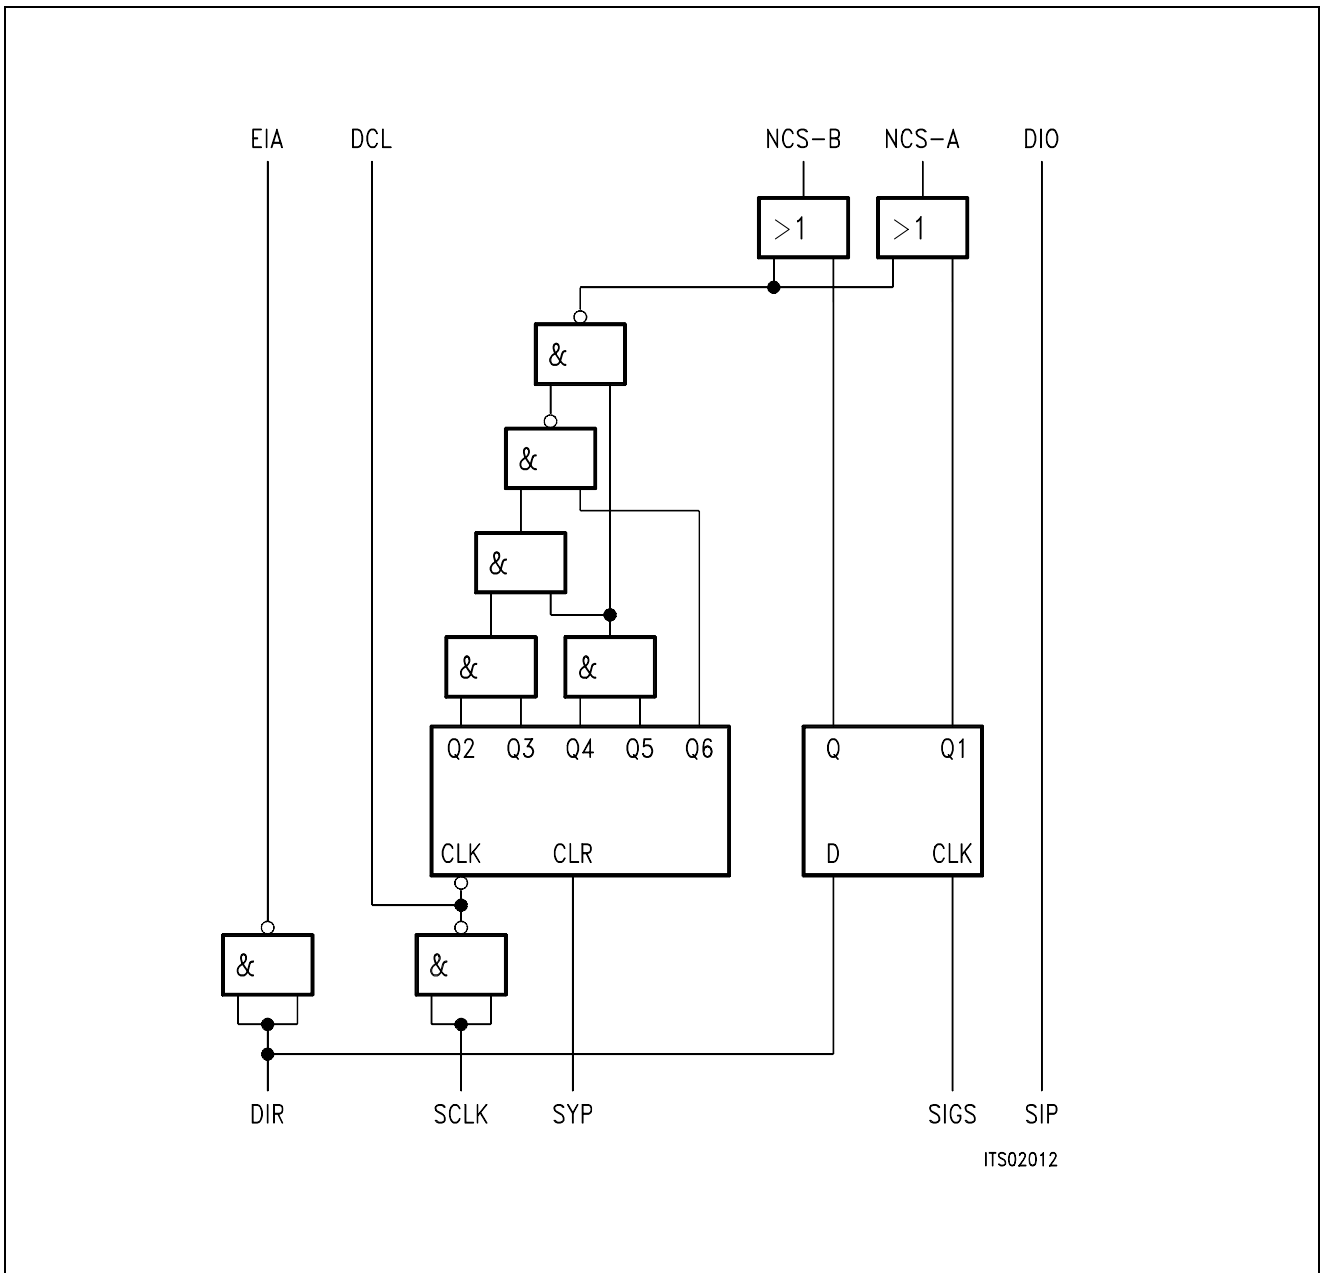 EIA DCL NCS-B NCS-A DIO
>1 >1
&
&
&
& &
Q2 Q3 Q4 Q5 Q6 Q Q1
CLK CLR D CLK
& &
DIR SCLK SYP SIGS SIP
ITS02012